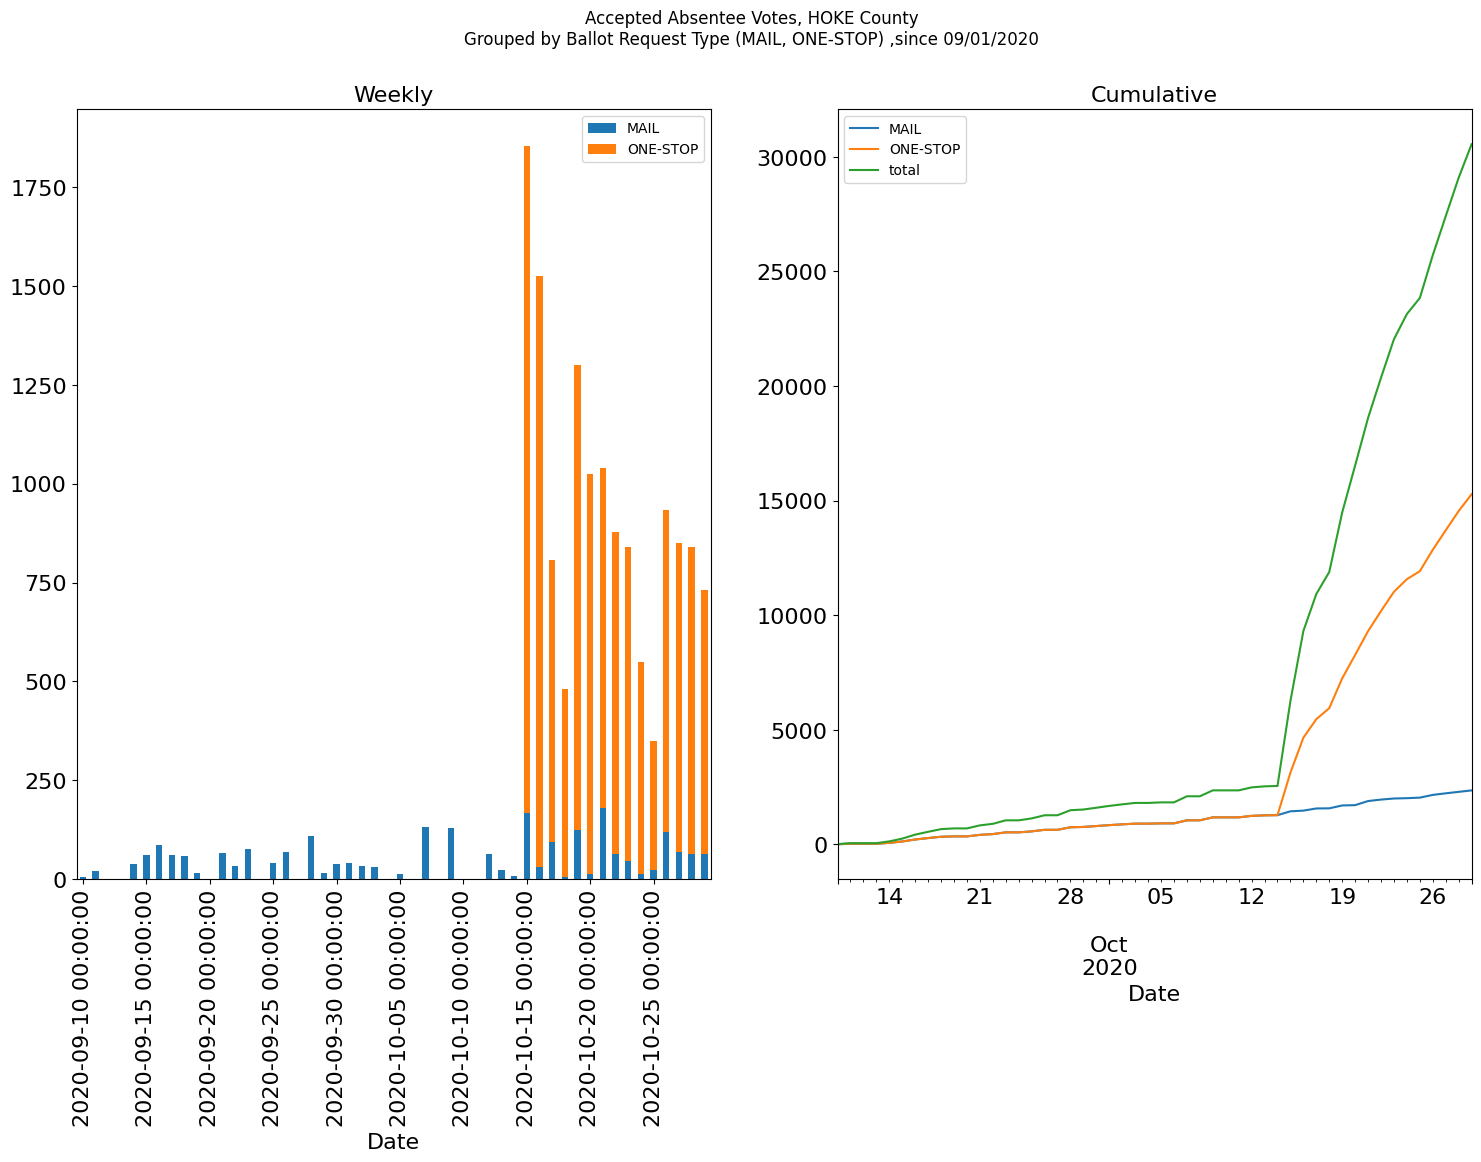 Accepted Absentee Votes, HOKE County
Grouped by Ballot Request Type (MAIL, ONE-STOP) ,since 09/01/2020
Weekly
MAIL
ONE-STOP
1750
1500
1250
1000
750
500
250
0
2020-09-10 00:00:00
2020-09-15 00:00:00
2020-09-20 00:00:00
2020-09-25 00:00:00
2020-09-30 00:00:00
2020-10-05 00:00:00
2020-10-10 00:00:00
2020-10-15 00:00:00
2020-10-20 00:00:00
2020-10-25 00:00:00
Date
Cumulative
MAIL
ONE-STOP
total
30000
25000
20000
15000
10000
5000
0
14 21 28 05 12 19 26
Oct
2020
Date